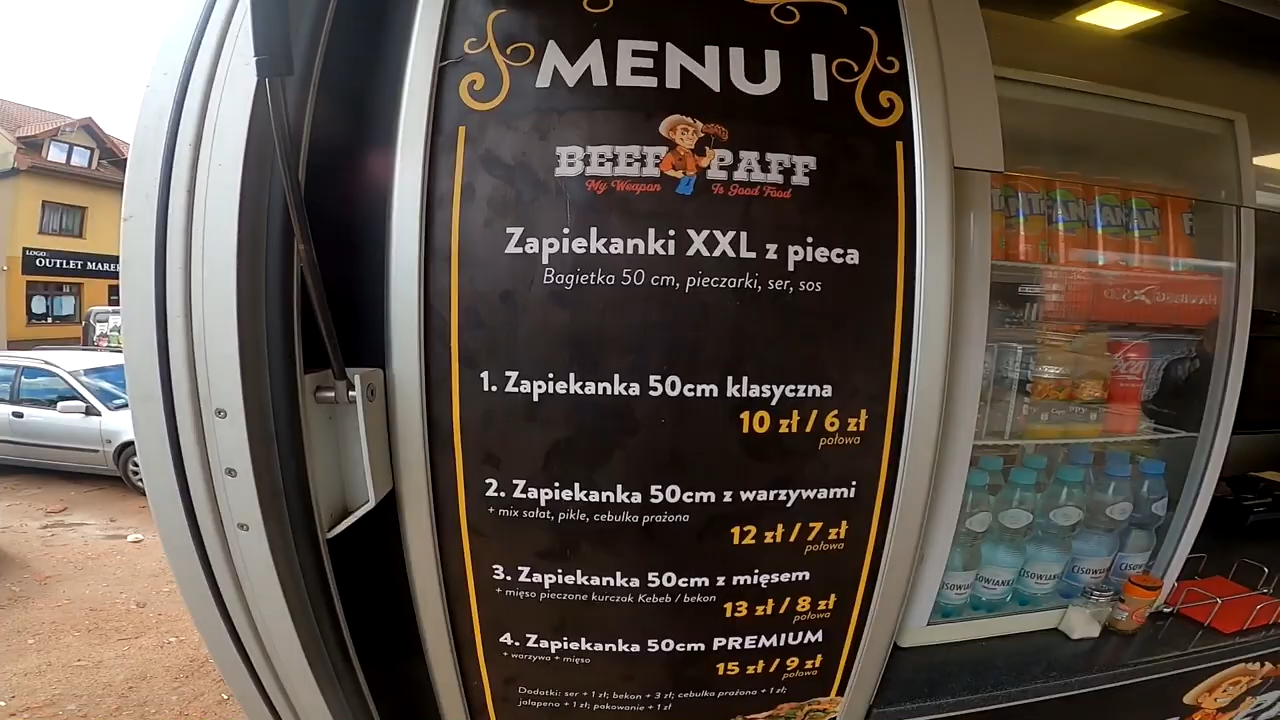 MENU I
BEEF PAFF
My Weapon Is Good Food
Zapiekanki XXL z pieca
Bagietka 50 cm, pieczarki, ser, sos
1. Zapiekanka 50cm klasyczna
10 zł / 6 zł
połowa
2. Zapiekanka 50cm z warzywami
+ mix sałat, pikle, cebulka prażona
12 zł / 7 zł
połowa
3. Zapiekanka 50cm z mięsem
+ mięso pieczone kurczak Kebeb / bekon
13 zł / 8 zł
połowa
4. Zapiekanka 50cm PREMIUM
+ warzywa + mięso
15 zł / 9 zł
połowa
Dodatki: ser + 1 zł; bekon + 3 zł; cebulka prażona + 1 zł;
jalapeno + 1 zł; pakowanie + 1 zł
LOGO
OUTLET MAREK
CISOWIANKA
CISOWIANKA